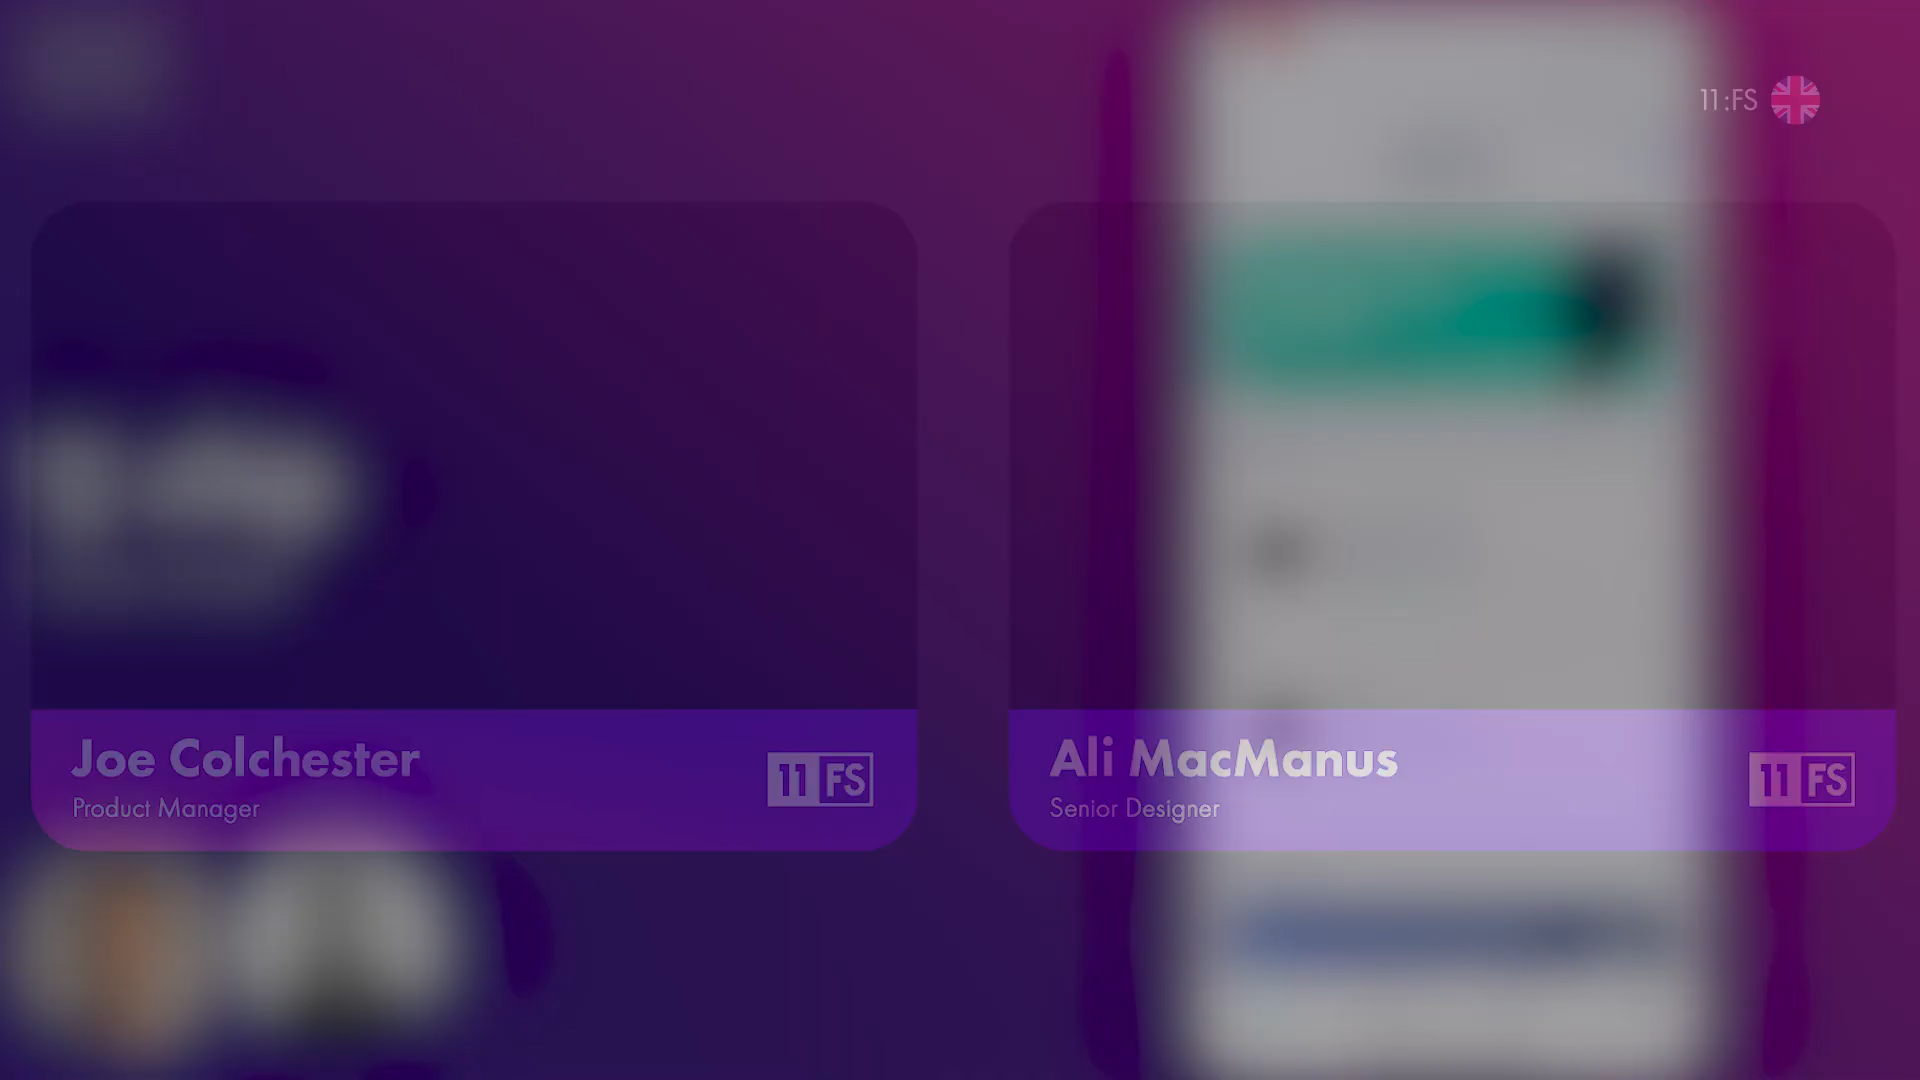 11:FS
Joe Colchester
Product Manager
11 FS
Ali MacManus
Senior Designer
11 FS